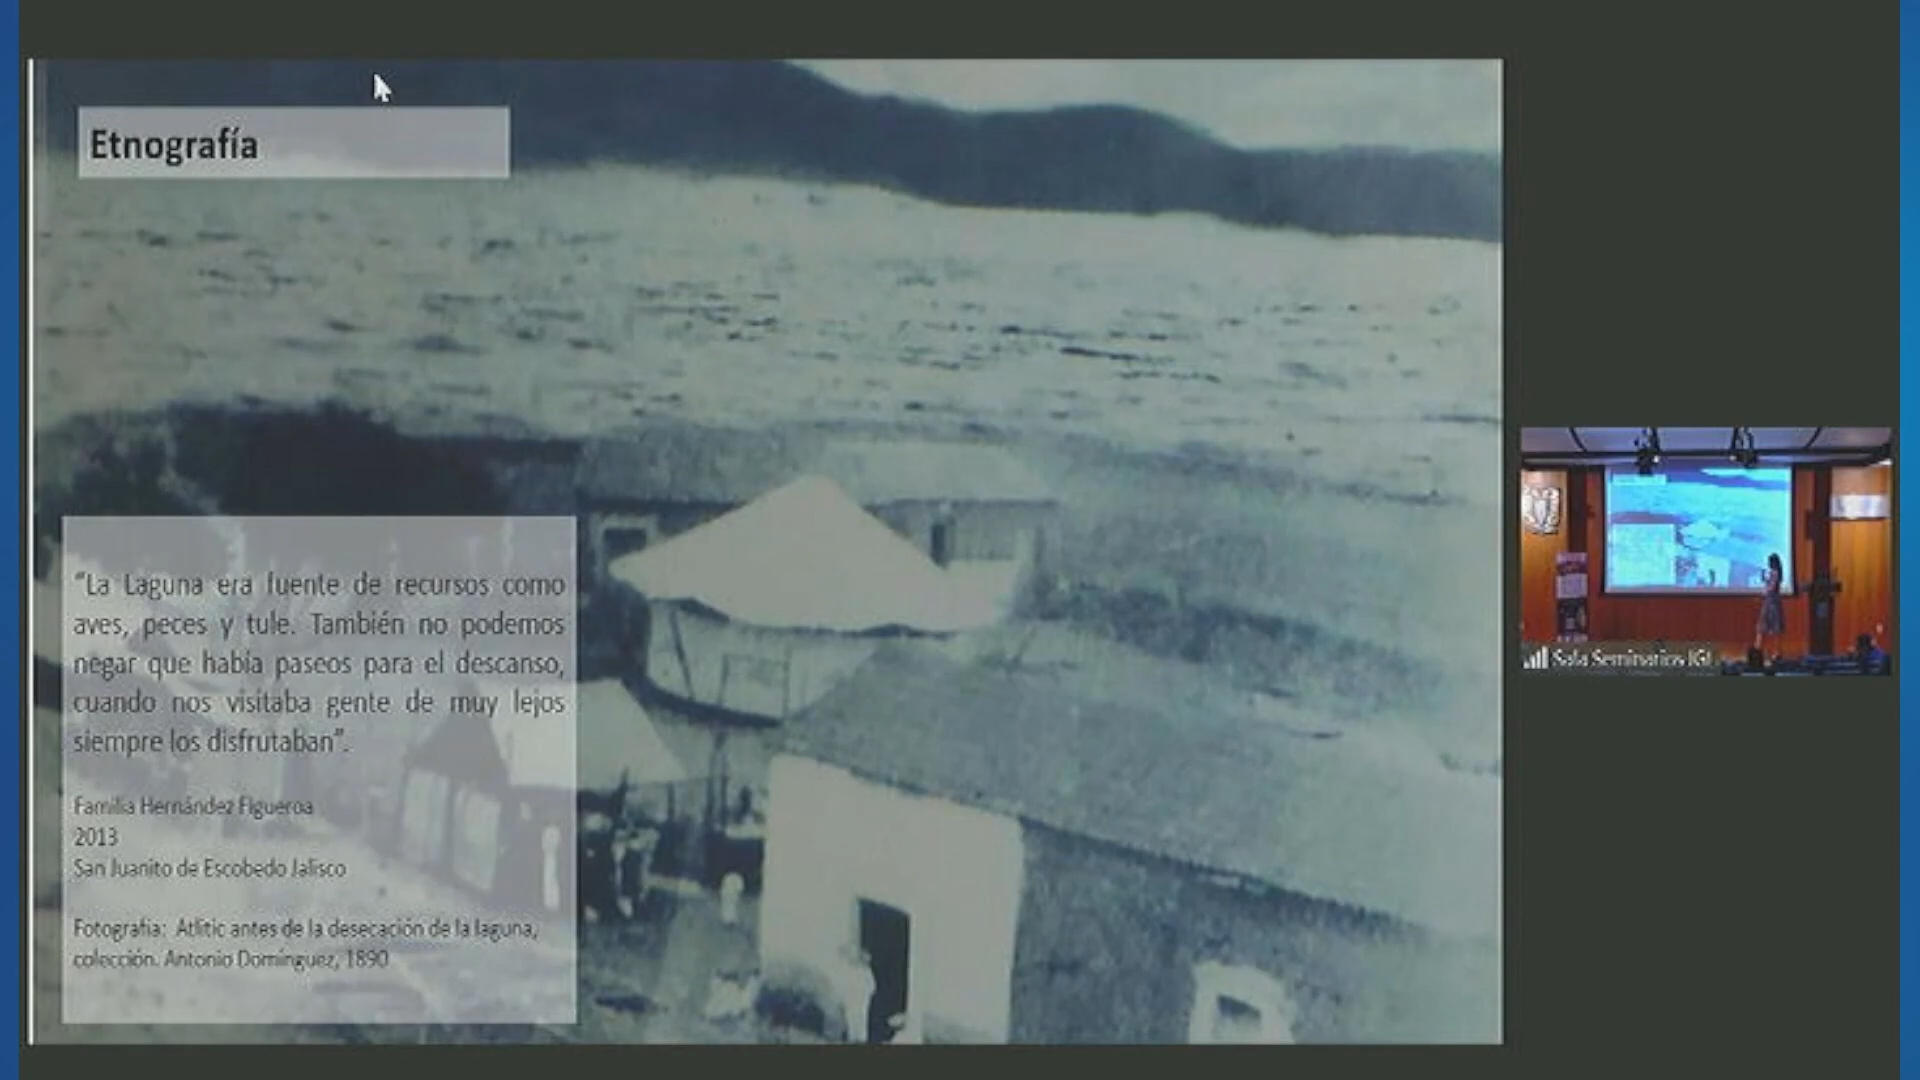 Etnografía
“La Laguna era fuente de recursos como
aves, peces y tule. También no podemos
negar que había paseos para el descanso,
cuando nos visitaba gente de muy lejos
siempre los disfrutaban”.
Familia Hernández Figueroa
2013
San Juanito de Escobedo Jalisco
Fotografía: Atlitic antes de la desecación de la laguna,
colección. Antonio Domínguez, 1890
Sala Seminarios IGL